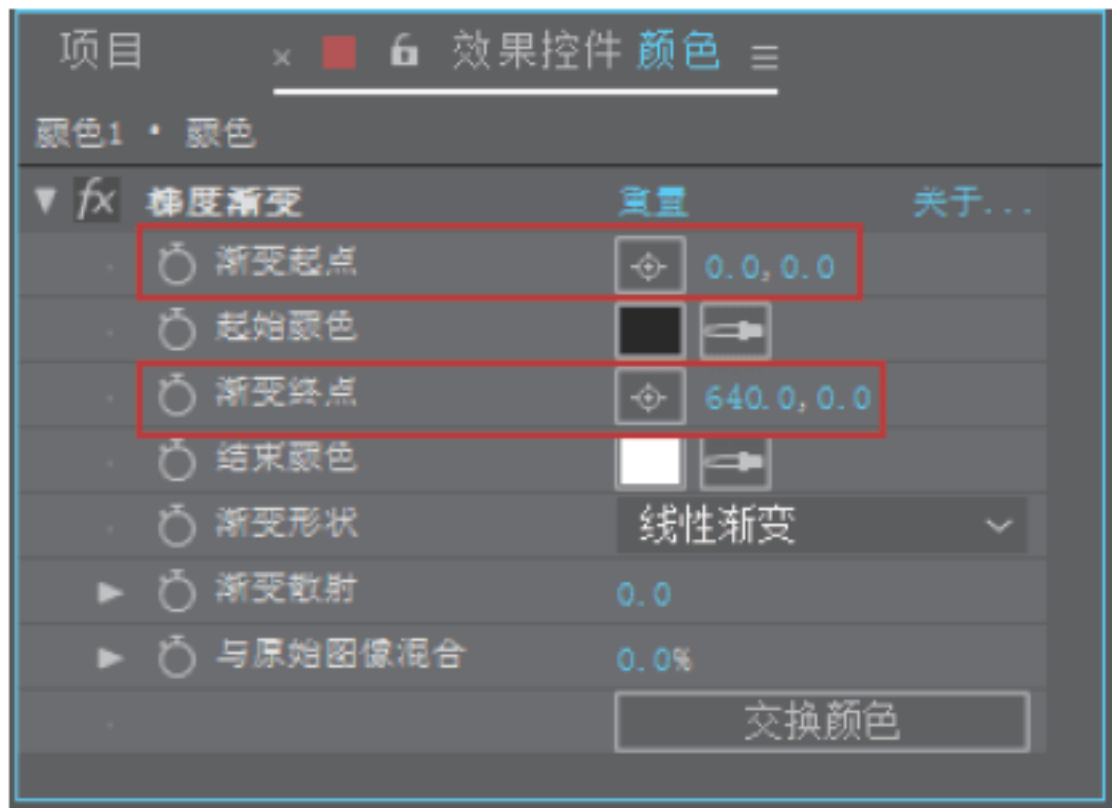 项目 × 效果控件 颜色 ≡
颜色1 • 颜色
fx 梯度渐变 重置 关于...
渐变起点 0.0,0.0
起始颜色
渐变终点 640.0,0.0
结束颜色
渐变形状 线性渐变
渐变散射 0.0
与原始图像混合 0.0%
交换颜色